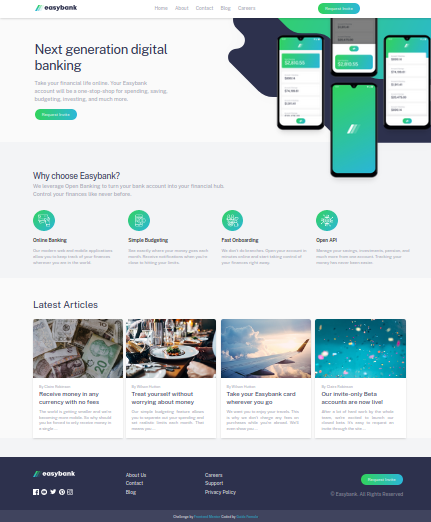 easybank
Home About Contact Blog Careers
Request Invite
Next generation digital
banking
Take your financial life online. Your Easybank
account will be a one-stop-shop for spending, saving,
budgeting, investing, and much more.
Request Invite
Why choose Easybank?
We leverage Open Banking to turn your bank account into your financial hub.
Control your finances like never before.
Online Banking
Our modern web and mobile applications
allow you to keep track of your finances
wherever you are in the world.
Simple Budgeting
See exactly where your money goes each
month. Receive notifications when you're
close to hitting your limits.
Fast Onboarding
We don't do branches. Open your account in
minutes online and start taking control of
your finances right away.
Open API
Manage your savings, investments, pension, and
much more from one account. Tracking your
money has never been easier.
Latest Articles
By Claire Robinson
Receive money in any
currency with no fees
The world is getting smaller and we're
becoming more mobile. So why should
you be forced to only receive money in
a single…
By Wilson Hutton
Treat yourself without
worrying about money
Our simple budgeting feature allows
you to separate out your spending and
set realistic limits each month. That
means you…
By Wilson Hutton
Take your Easybank card
wherever you go
We want you to enjoy your travels. This
is why we don't charge any fees on
purchases while you're abroad. We'll
even show you…
By Claire Robinson
Our invite-only Beta
accounts are now live!
After a lot of hard work by the whole
team, we're excited to launch our
closed beta. It's easy to request an
invite through the site…
easybank
About Us
Contact
Blog
Careers
Support
Privacy Policy
Request Invite
© Easybank. All Rights Reserved